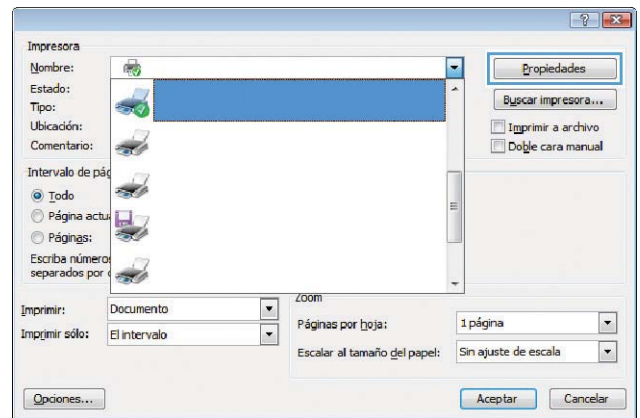 Impresora
Nombre:
Propiedades
Estado:
Tipo:
Buscar impresora...
Ubicación:
Imprimir a archivo
Comentario:
Doble cara manual
Intervalo de pág
Todo
Página actu
Páginas:
Escriba números
separados por c
Zoom
Imprimir:
Documento
Páginas por hoja:
1 página
Imprimir sólo:
El intervalo
Escalar al tamaño del papel:
Sin ajuste de escala
Opciones...
Aceptar
Cancelar